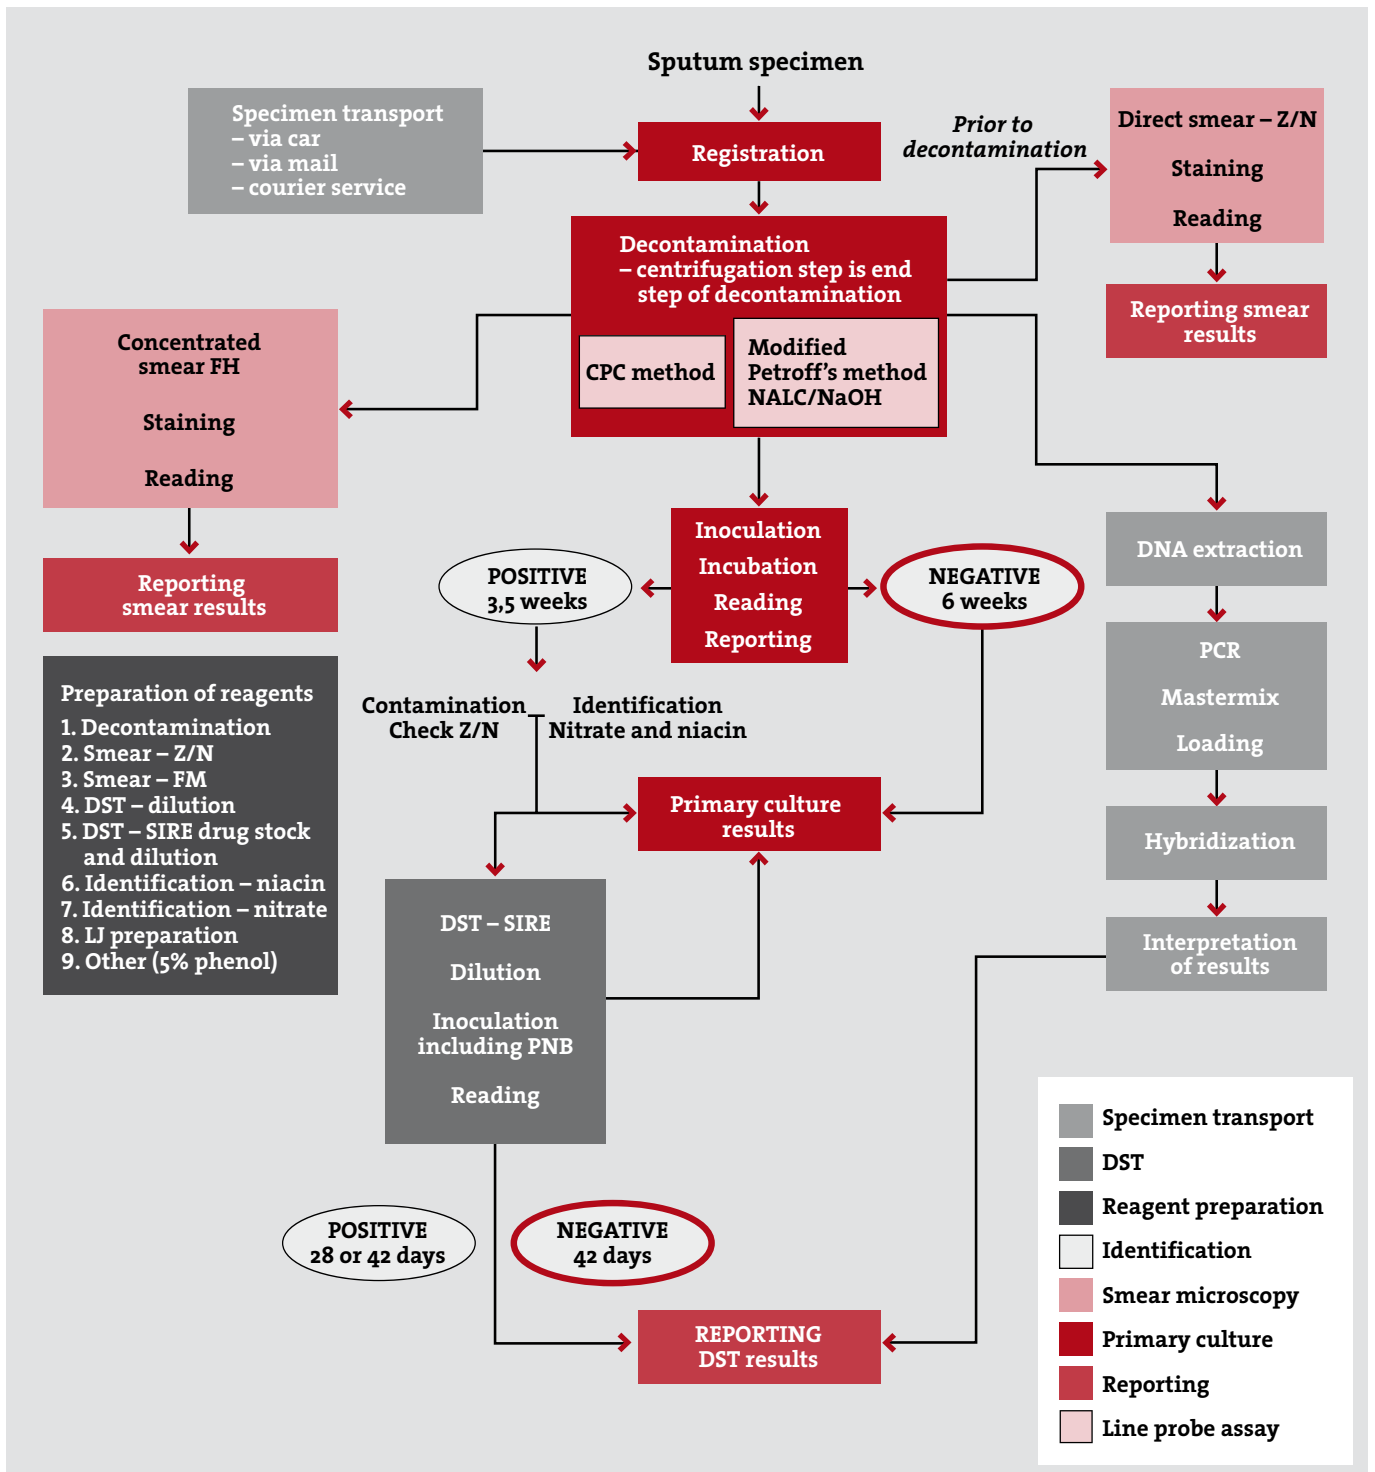 Sputum specimen
Specimen transport
– via car
– via mail
– courier service
Registration
Prior to
decontamination
Direct smear – Z/N
Staining
Reading
Reporting smear
results
Decontamination
– centrifugation step is end
step of decontamination
CPC method
Modified
Petroff’s method
NALC/NaOH
Concentrated
smear FH
Staining
Reading
Reporting
smear results
Inoculation
Incubation
Reading
Reporting
POSITIVE
3,5 weeks
NEGATIVE
6 weeks
DNA extraction
PCR
Mastermix
Loading
Hybridization
Interpretation
of results
Contamination
Check Z/N
Identification
Nitrate and niacin
Preparation of reagents
1. Decontamination
2. Smear – Z/N
3. Smear – FM
4. DST – dilution
5. DST – SIRE drug stock
and dilution
6. Identification – niacin
7. Identification – nitrate
8. LJ preparation
9. Other (5% phenol)
Primary culture
results
DST – SIRE
Dilution
Inoculation
including PNB
Reading
POSITIVE
28 or 42 days
NEGATIVE
42 days
REPORTING
DST results
Specimen transport
DST
Reagent preparation
Identification
Smear microscopy
Primary culture
Reporting
Line probe assay